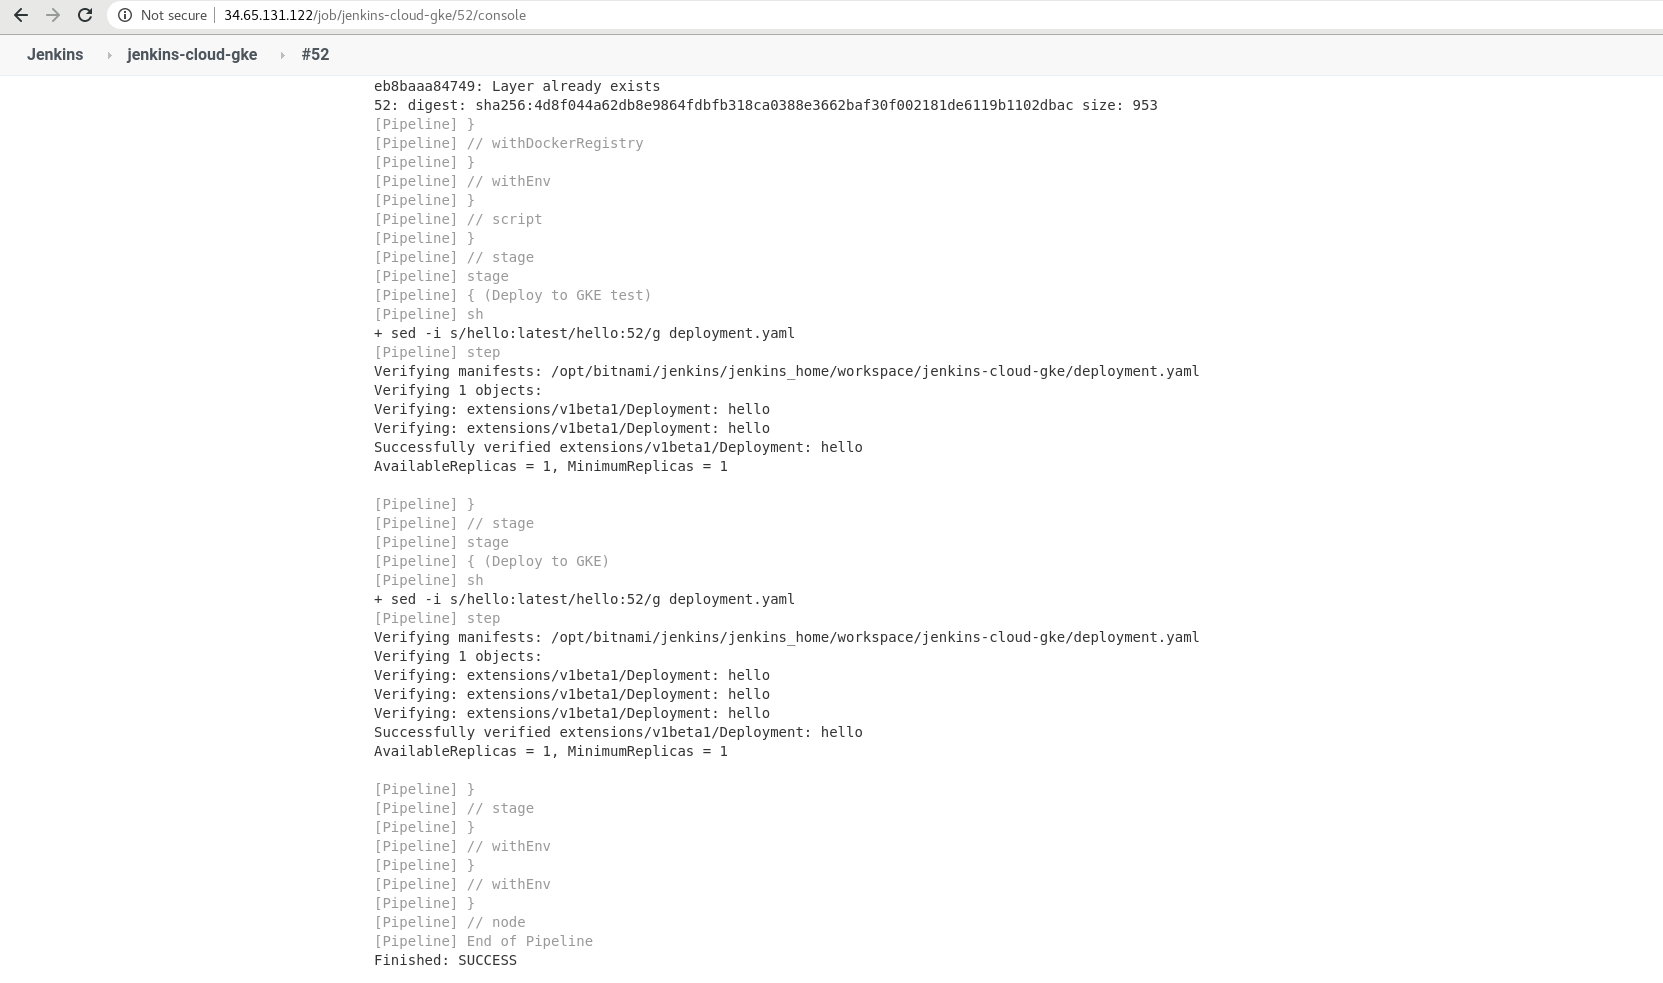 Not secure | 34.65.131.122/job/jenkins-cloud-gke/52/console
Jenkins jenkins-cloud-gke #52
eb8baaa84749: Layer already exists
52: digest: sha256:4d8f044a62db8e9864fdbfb318ca0388e3662baf30f002181de6119b1102dbac size: 953
[Pipeline] }
[Pipeline] // withDockerRegistry
[Pipeline] }
[Pipeline] // withEnv
[Pipeline] }
[Pipeline] // script
[Pipeline] }
[Pipeline] // stage
[Pipeline] stage
[Pipeline] { (Deploy to GKE test)
[Pipeline] sh
+ sed -i s/hello:latest/hello:52/g deployment.yaml
[Pipeline] step
Verifying manifests: /opt/bitnami/jenkins/jenkins_home/workspace/jenkins-cloud-gke/deployment.yaml
Verifying 1 objects:
Verifying: extensions/v1beta1/Deployment: hello
Verifying: extensions/v1beta1/Deployment: hello
Successfully verified extensions/v1beta1/Deployment: hello
AvailableReplicas = 1, MinimumReplicas = 1
[Pipeline] }
[Pipeline] // stage
[Pipeline] stage
[Pipeline] { (Deploy to GKE)
[Pipeline] sh
+ sed -i s/hello:latest/hello:52/g deployment.yaml
[Pipeline] step
Verifying manifests: /opt/bitnami/jenkins/jenkins_home/workspace/jenkins-cloud-gke/deployment.yaml
Verifying 1 objects:
Verifying: extensions/v1beta1/Deployment: hello
Verifying: extensions/v1beta1/Deployment: hello
Verifying: extensions/v1beta1/Deployment: hello
Successfully verified extensions/v1beta1/Deployment: hello
AvailableReplicas = 1, MinimumReplicas = 1
[Pipeline] }
[Pipeline] // stage
[Pipeline] }
[Pipeline] // withEnv
[Pipeline] }
[Pipeline] // withEnv
[Pipeline] }
[Pipeline] // node
[Pipeline] End of Pipeline
Finished: SUCCESS